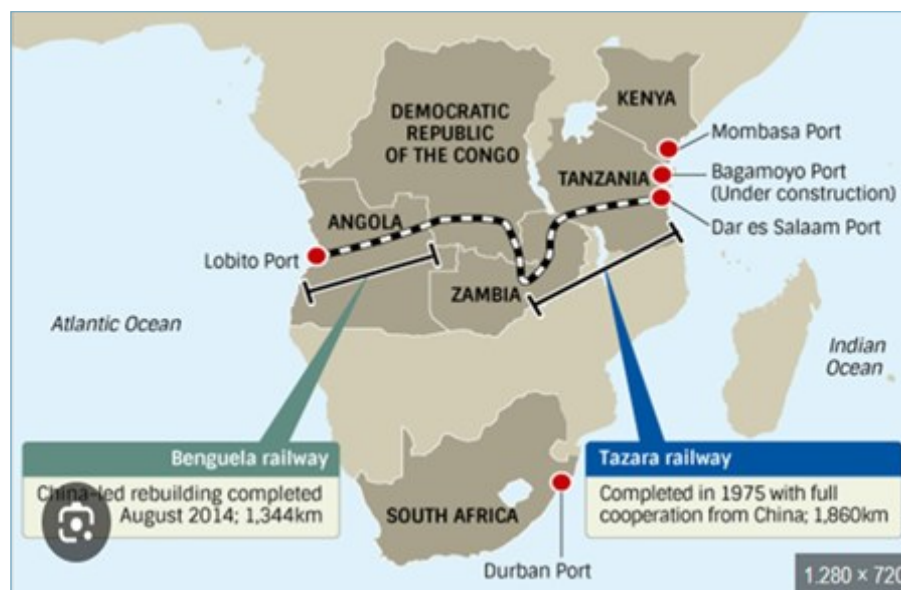 KENYA
DEMOCRATIC
REPUBLIC
OF THE CONGO
Mombasa Port
TANZANIA
Bagamoyo Port
(Under construction)
ANGOLA
Dar es Salaam Port
Lobito Port
ZAMBIA
Atlantic Ocean
Indian
Ocean
Benguela railway
China-led rebuilding completed
August 2014; 1,344km
Tazara railway
Completed in 1975 with full
cooperation from China; 1,860km
SOUTH AFRICA
Durban Port
1.280 × 720